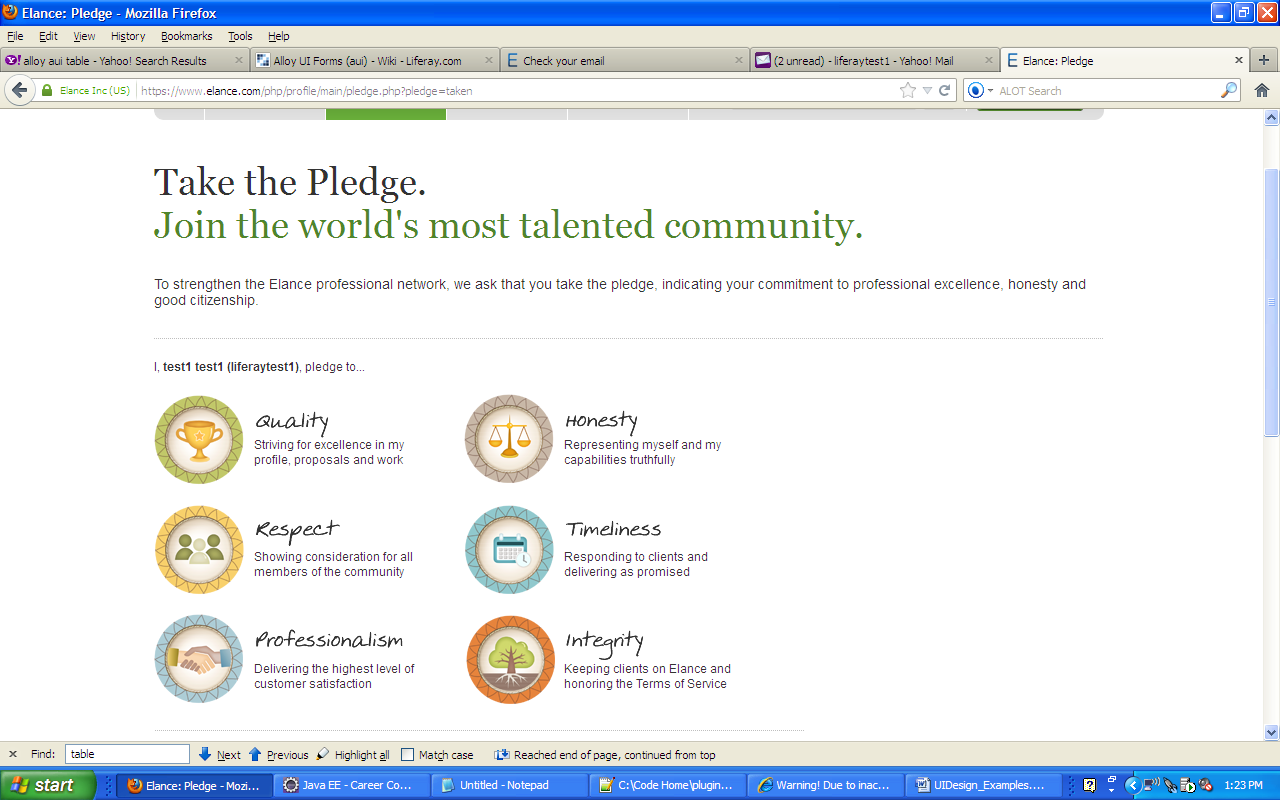 Elance: Pledge - Mozilla Firefox
File Edit View History Bookmarks Tools Help
alloy aui table - Yahoo! Search Results
Alloy UI Forms (aui) - Wiki - Liferay.com
Check your email
(2 unread) - liferaytest1 - Yahoo! Mail
Elance: Pledge
Elance Inc (US) https://www.elance.com/php/profile/main/pledge.php?pledge=taken ALOT Search
Take the Pledge.
Join the world's most talented community.
To strengthen the Elance professional network, we ask that you take the pledge, indicating your commitment to professional excellence, honesty and
good citizenship.
I, test1 test1 (liferaytest1), pledge to...
Quality
Striving for excellence in my
profile, proposals and work
Honesty
Representing myself and my
capabilities truthfully
Respect
Showing consideration for all
members of the community
Timeliness
Responding to clients and
delivering as promised
Professionalism
Delivering the highest level of
customer satisfaction
Integrity
Keeping clients on Elance and
honoring the Terms of Service
Find: table Next Previous Highlight all Match case Reached end of page, continued from top
start Elance: Pledge - Mozi... Java EE - Career Co... Untitled - Notepad C:\Code Home\plugin... Warning! Due to inac... UIDesign_Examples.... 1:23 PM